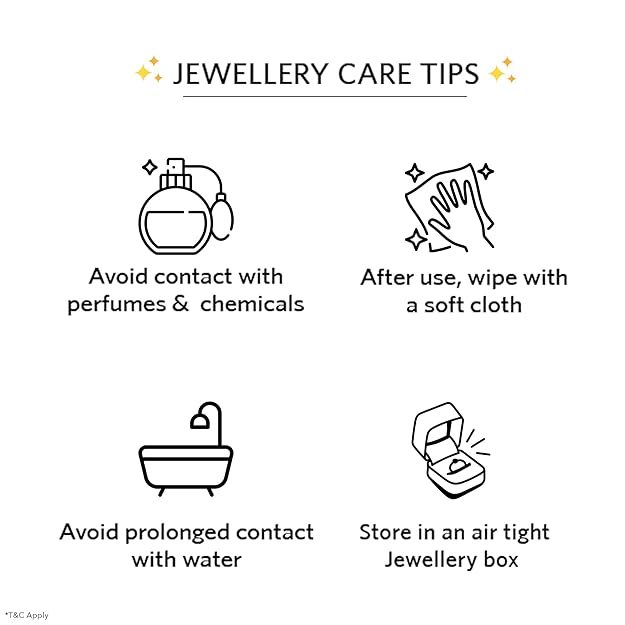 JEWELLERY CARE TIPS
Avoid contact with
perfumes & chemicals
After use, wipe with
a soft cloth
Avoid prolonged contact
with water
Store in an air tight
Jewellery box
*T&C Apply